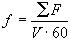 f = ΣF / V · 60